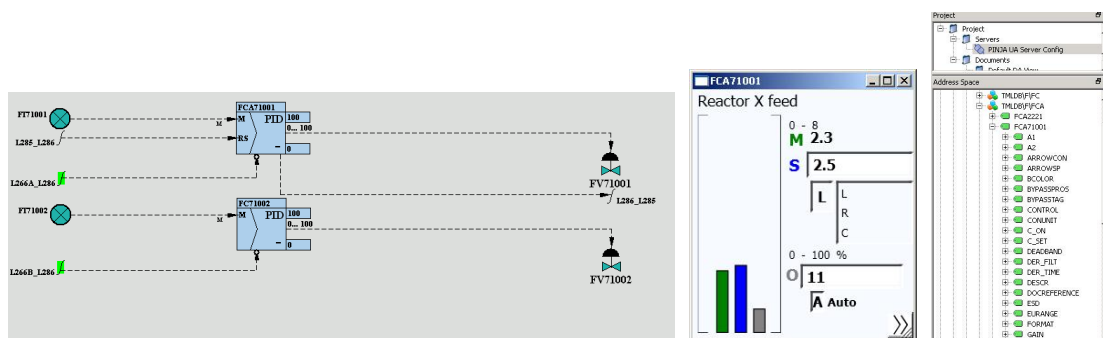 FT71001
L285_L286
L266A_L286
FT71002
L266B_L286
FCA71001
M
M
PID
100
0... 100
RS
−
0
FC71002
M
M
PID
100
0... 100
−
0
FV71001
L286_L285
FV71002
FCA71001
Reactor X feed
0 - 8
M 2.3
S 2.5
L
L
R
C
0 - 100 %
O 11
A Auto
Project
Project
Servers
PINJA UA Server Config
Documents
Default DA View
Address Space
TMLDB\F\FC
TMLDB\F\FCA
FCA2221
FCA71001
A1
A2
ARROWCON
ARROWSP
BCOLOR
BYPASSPROS
BYPASSTAG
CONTROL
CONUNIT
C_ON
C_SET
DEADBAND
DER_FILT
DER_TIME
DESCR
DOCREFERENCE
ESD
EURANGE
FORMAT
GAIN